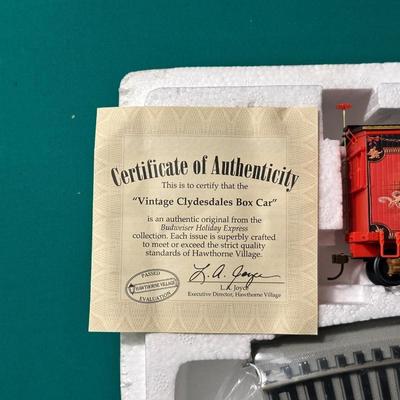 Certificate of Authenticity
This is to certify that the
"Vintage Clydesdales Box Car"
is an authentic original from the
Budweiser Holiday Express
collection. Each issue is superbly crafted
to meet or exceed the strict quality
standards of Hawthorne Village.
PASSED
HAWTHORNE VILLAGE
EVALUATION
L. A. Joyce
L. A. Joyce
Executive Director, Hawthorne Village